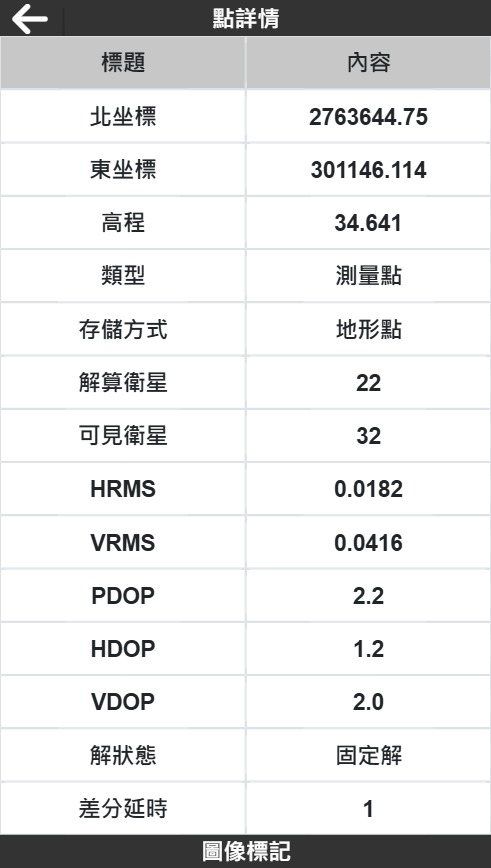 點詳情
標題 內容
北坐標 2763644.75
東坐標 301146.114
高程 34.641
類型 測量點
存儲方式 地形點
解算衛星 22
可見衛星 32
HRMS 0.0182
VRMS 0.0416
PDOP 2.2
HDOP 1.2
VDOP 2.0
解狀態 固定解
差分延時 1
圖像標記